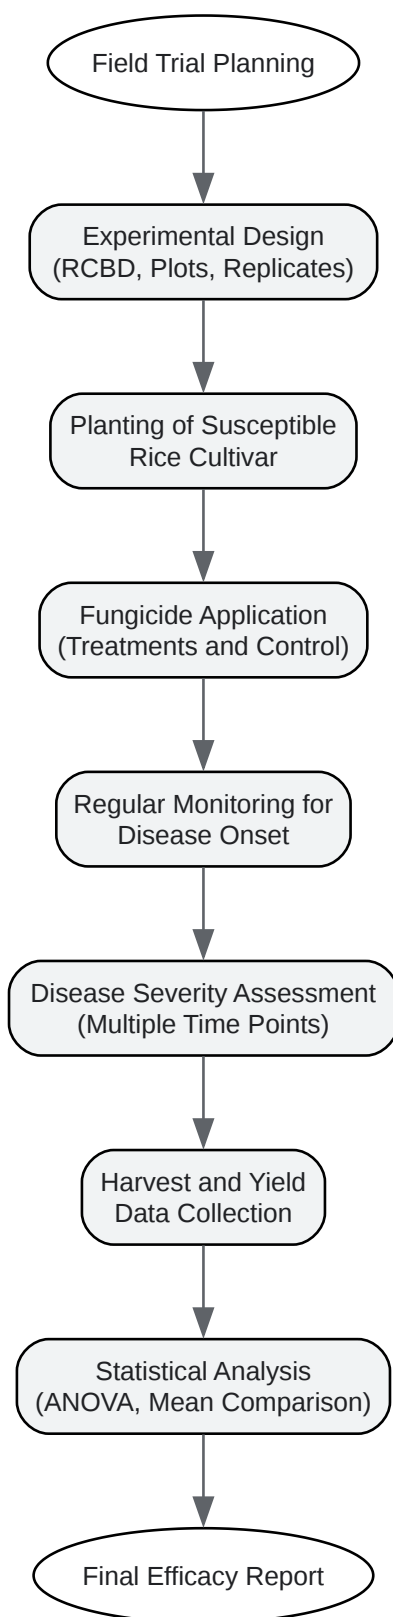 Field Trial Planning
Experimental Design
(RCBD, Plots, Replicates)
Planting of Susceptible
Rice Cultivar
Fungicide Application
(Treatments and Control)
Regular Monitoring for
Disease Onset
Disease Severity Assessment
(Multiple Time Points)
Harvest and Yield
Data Collection
Statistical Analysis
(ANOVA, Mean Comparison)
Final Efficacy Report